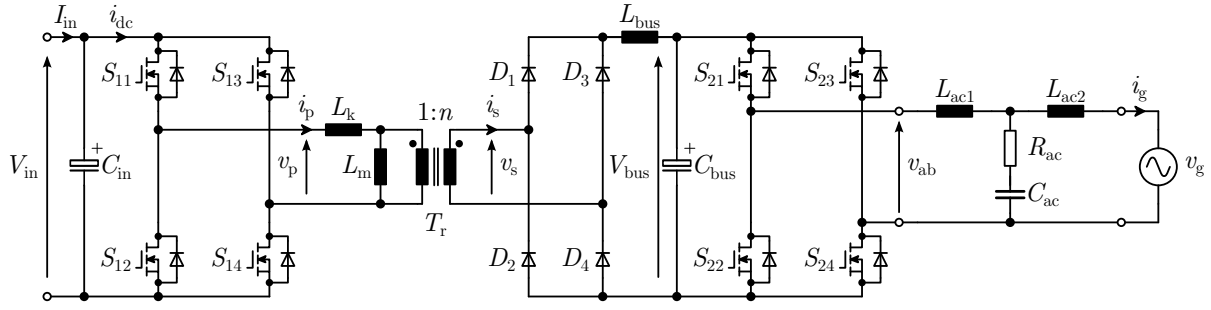 I_in i_dc L_bus
S_11 S_13 D_1 D_3 S_21 S_23
L_ac1 L_ac2 i_g
i_p L_k 1:n i_s
V_in + C_in v_p L_m v_s V_bus + C_bus v_ab R_ac v_g
T_r C_ac
S_12 S_14 D_2 D_4 S_22 S_24